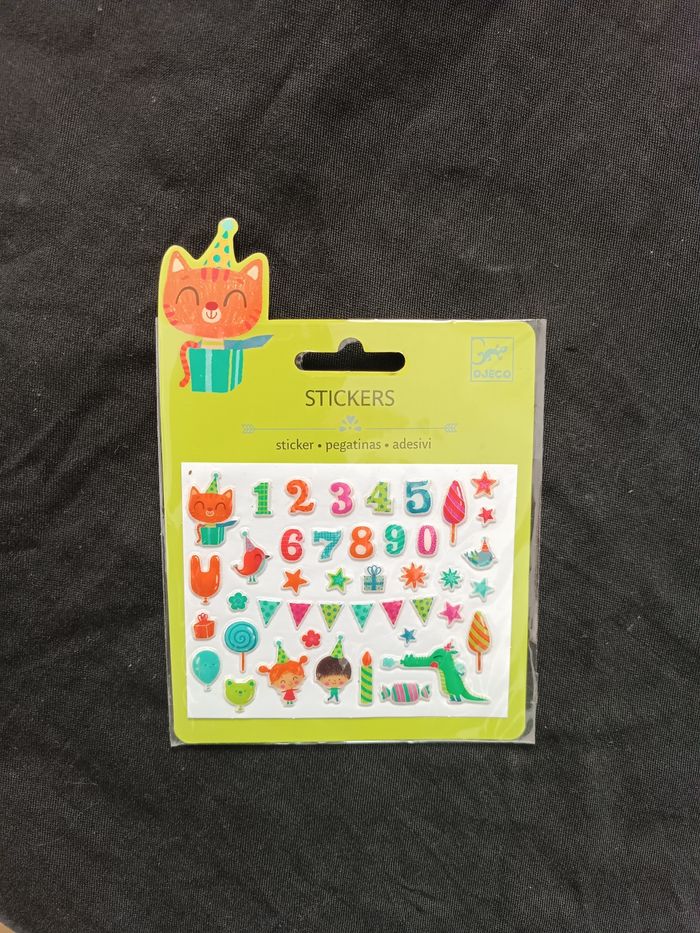 DJECO
STICKERS
sticker • pegatinas • adesivi
1 2 3 4 5
6 7 8 9 0